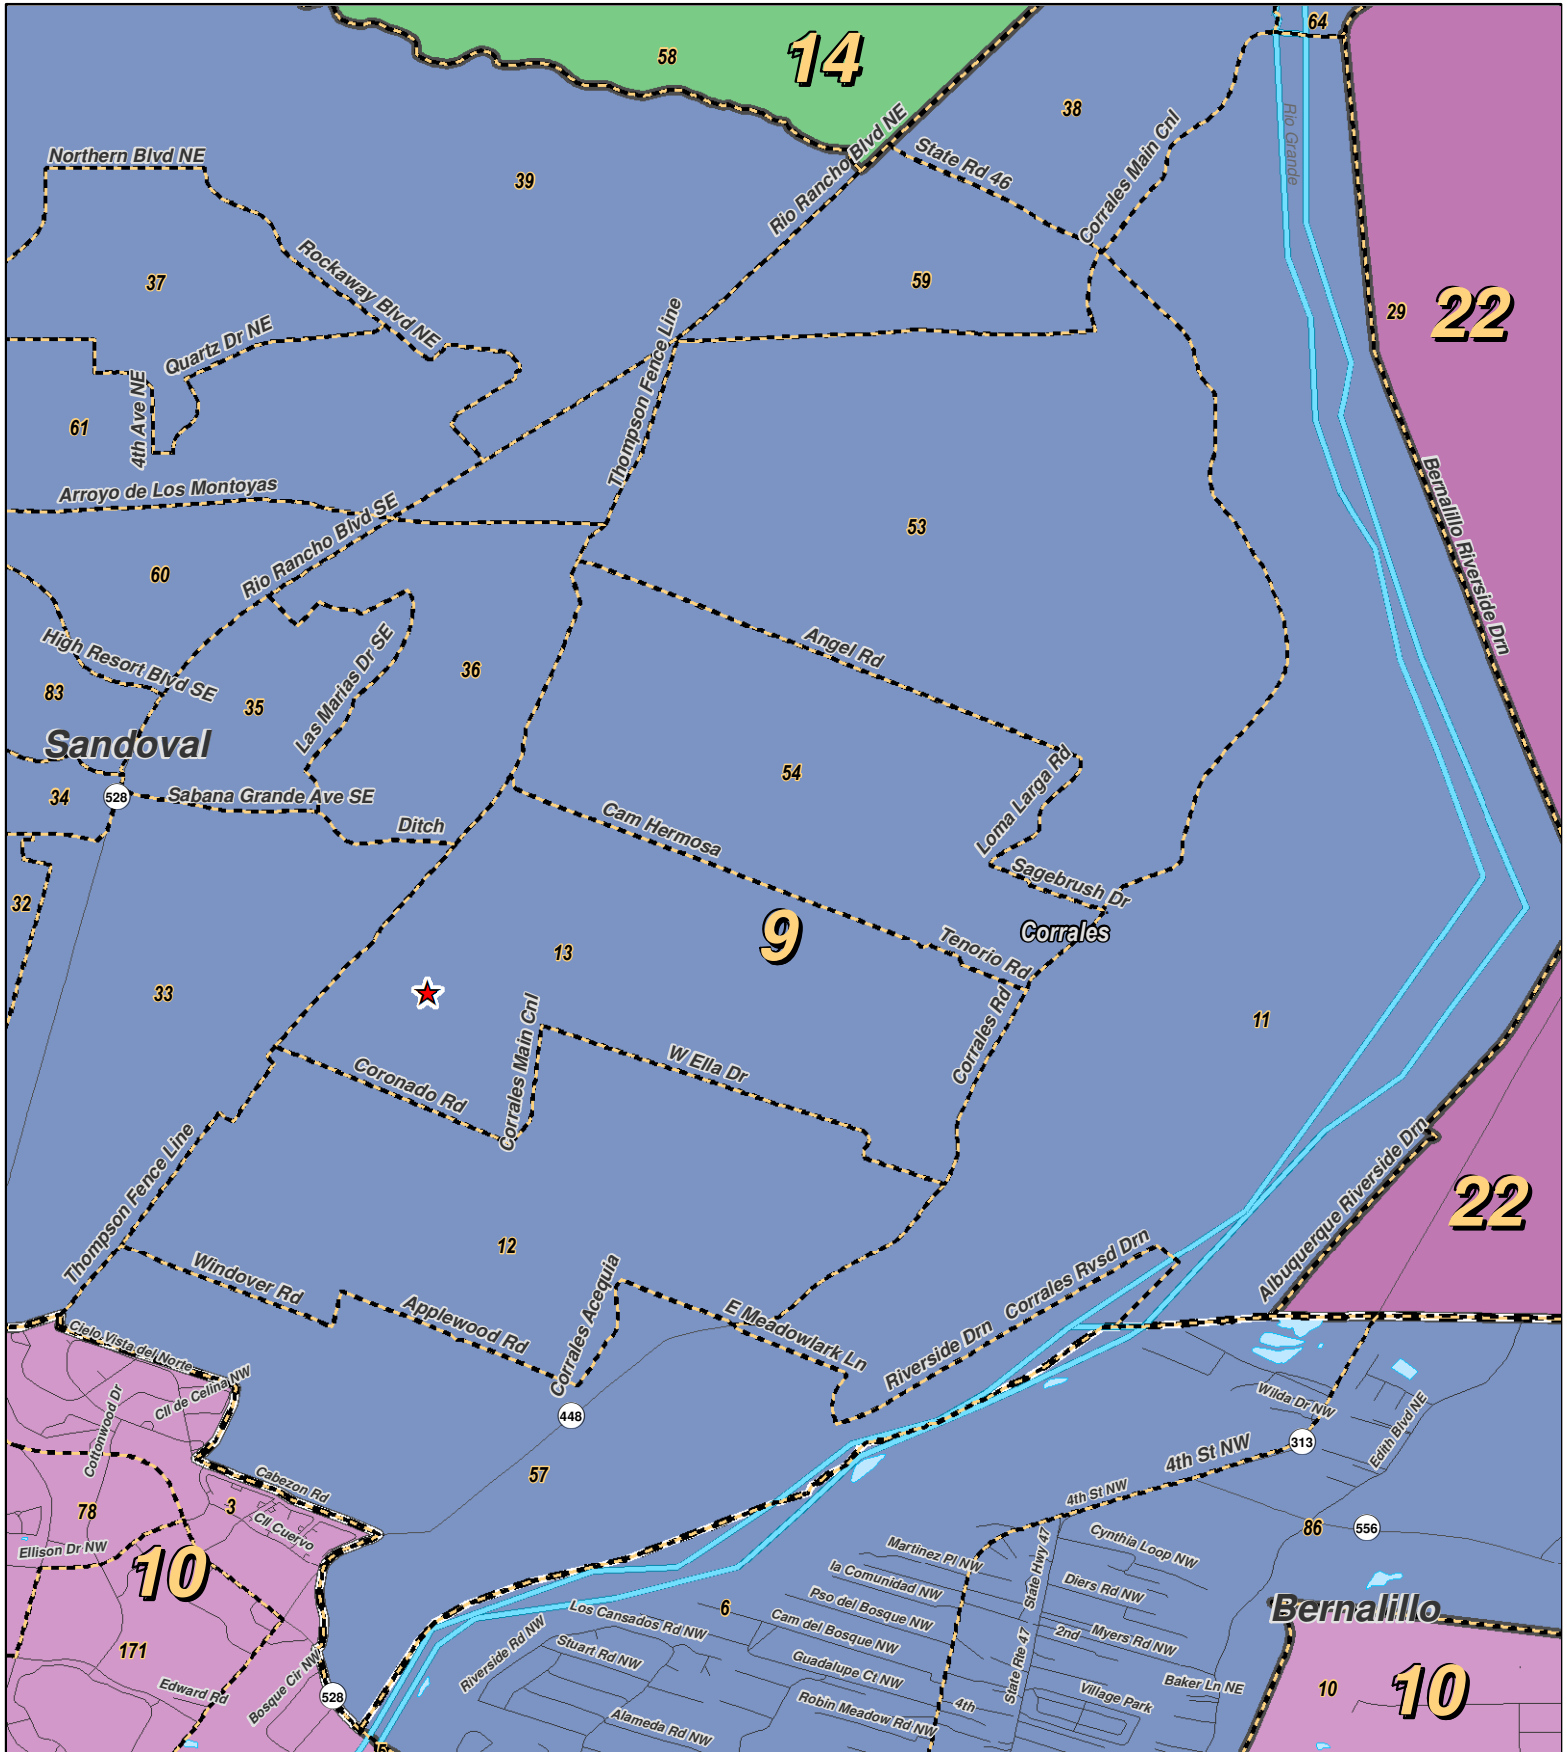 64
58
14
38
Rio Grande
Northern Blvd NE
39
Rio Rancho Blvd NE
State Rd 46
Corrales Main Cnl
37
Rockaway Blvd NE
59
29
22
Quartz Dr NE
Thompson Fence Line
61
4th Ave NE
Arroyo de Los Montoyas
Rio Rancho Blvd SE
53
Bernalillo Riverside Drn
60
High Resort Blvd SE
Las Marias Dr SE
36
Angel Rd
83
35
Sandoval
54
34
528
Sabana Grande Ave SE
Ditch
Cam Hermosa
Loma Larga Rd
Sagebrush Dr
32
Corrales
9
13
Tenorio Rd
33
11
Corrales Main Cnl
Corrales Rd
Coronado Rd
W Ella Dr
Thompson Fence Line
Albuquerque Riverside Drn
22
12
Windover Rd
Applewood Rd
Corrales Acequia
E Meadowlark Ln
Riverside Drn
Corrales Rvsd Drn
Cielo Vista del Norte
Cll de Celina NW
Cottonwood Dr
448
Wilda Dr NW
Edith Blvd NE
313
4th St NW
Cabezon Rd
57
4th St NW
78
3
Cll Cuervo
86
556
Ellison Dr NW
10
Martinez Pl NW
State Hwy 47
Cynthia Loop NW
la Comunidad NW
Diers Rd NW
Pso del Bosque NW
6
Los Cansados Rd NW
Cam del Bosque NW
2nd
Myers Rd NW
Bernalillo
171
Riverside Rd NW
Stuart Rd NW
Guadalupe Ct NW
State Rte 47
Baker Ln NE
Edward Rd
Bosque Cir NW
528
Robin Meadow Rd NW
4th
Village Park
10
10
Alameda Rd NW